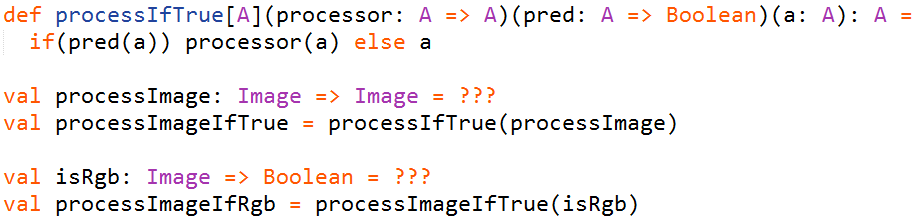 def processIfTrue[A](processor: A => A)(pred: A => Boolean)(a: A): A =
  if(pred(a)) processor(a) else a

val processImage: Image => Image = ???
val processImageIfTrue = processIfTrue(processImage)

val isRgb: Image => Boolean = ???
val processImageIfRgb = processImageIfTrue(isRgb)